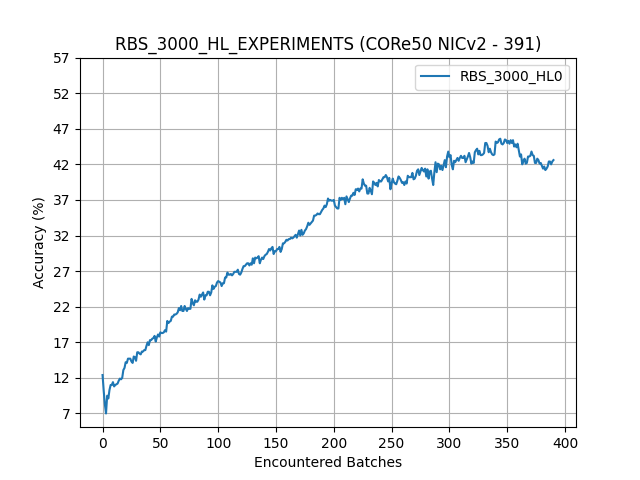 RBS_3000_HL_EXPERIMENTS (CORe50 NICv2 - 391)
RBS_3000_HL0
57
52
47
42
37
32
27
22
17
12
7
Accuracy (%)
0 50 100 150 200 250 300 350 400
Encountered Batches